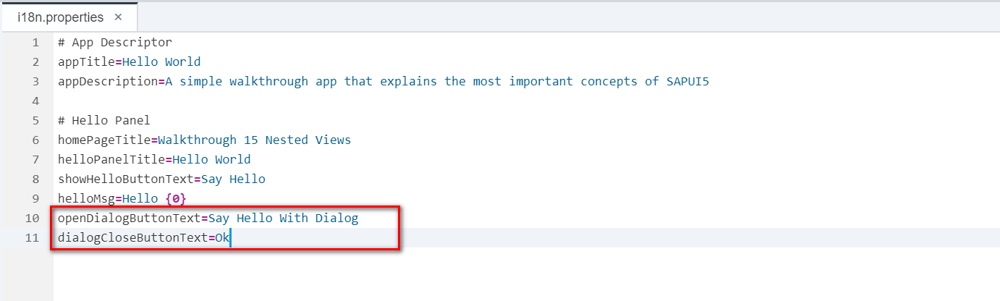 i18n.properties ×
1 # App Descriptor
2 appTitle=Hello World
3 appDescription=A simple walkthrough app that explains the most important concepts of SAPUI5
4
5 # Hello Panel
6 homePageTitle=Walkthrough 15 Nested Views
7 helloPanelTitle=Hello World
8 showHelloButtonText=Say Hello
9 helloMsg=Hello {0}
10 openDialogButtonText=Say Hello With Dialog
11 dialogCloseButtonText=Ok